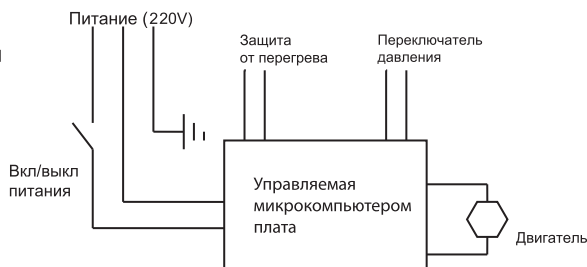 Питание (220V)
Защита
от перегрева
Переключатель
давления
Вкл/выкл
питания
Управляемая
микрокомпьютером
плата
Двигатель